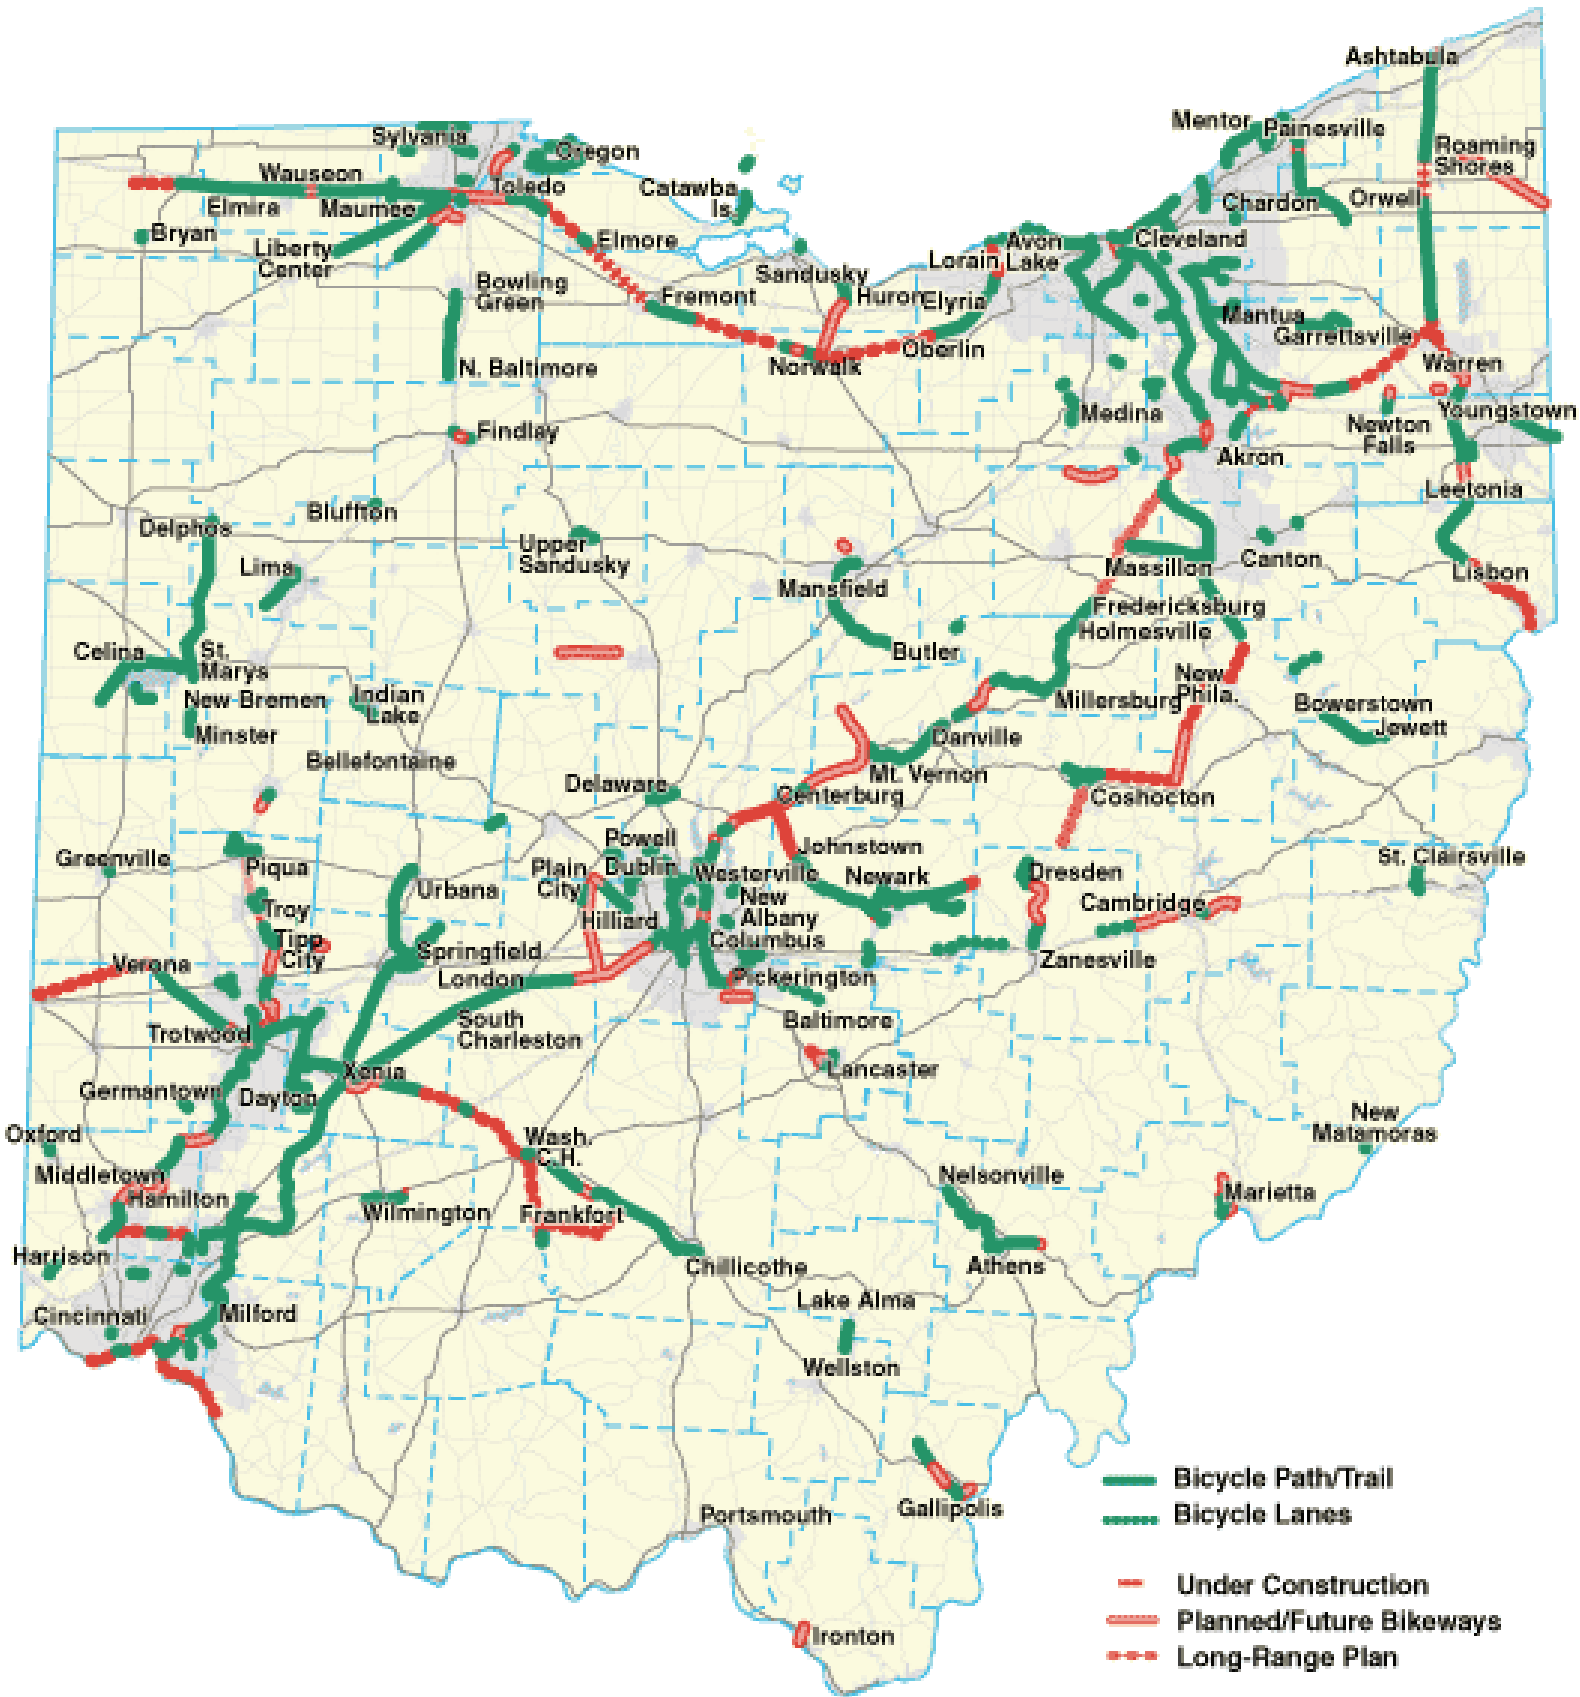 Ashtabula
Mentor
Painesville
Roaming
Shores
Sylvania
Oregon
Wauseon
Toledo
Catawba
Is.
Elmira
Maumee
Chardon
Orwell
Bryan
Liberty
Center
Elmore
Avon
Lake
Cleveland
Lorain
Bowling
Green
Sandusky
Fremont
Huron
Elyria
Mantua
Garrettsville
N. Baltimore
Norwalk
Oberlin
Warren
Medina
Newton
Falls
Youngstown
Findlay
Akron
Leetonia
Bluffton
Delphos
Upper
Sandusky
Lima
Mansfield
Massillon
Canton
Lisbon
Fredericksburg
Holmesville
Celina
St.
Marys
Butler
New
Phila.
New Bremen
Indian
Lake
Millersburg
Bowerstown
Jewett
Minster
Danville
Bellefontaine
Mt. Vernon
Delaware
Centerburg
Coshocton
Powell
Johnstown
Greenville
Piqua
Plain
City
Dublin
Westerville
Newark
Dresden
St. Clairsville
Urbana
New
Albany
Cambridge
Troy
Hilliard
Tipp
City
Columbus
Springfield
Verona
London
Pickerington
Zanesville
South
Charleston
Baltimore
Trotwood
Xenia
Lancaster
Germantown
Dayton
Oxford
Wash.
C.H.
New
Matamoras
Middletown
Hamilton
Nelsonville
Marietta
Wilmington
Frankfort
Harrison
Chillicothe
Athens
Lake Alma
Cincinnati
Milford
Wellston
Gallipolis
Portsmouth
Ironton
Bicycle Path/Trail
Bicycle Lanes
Under Construction
Planned/Future Bikeways
Long-Range Plan